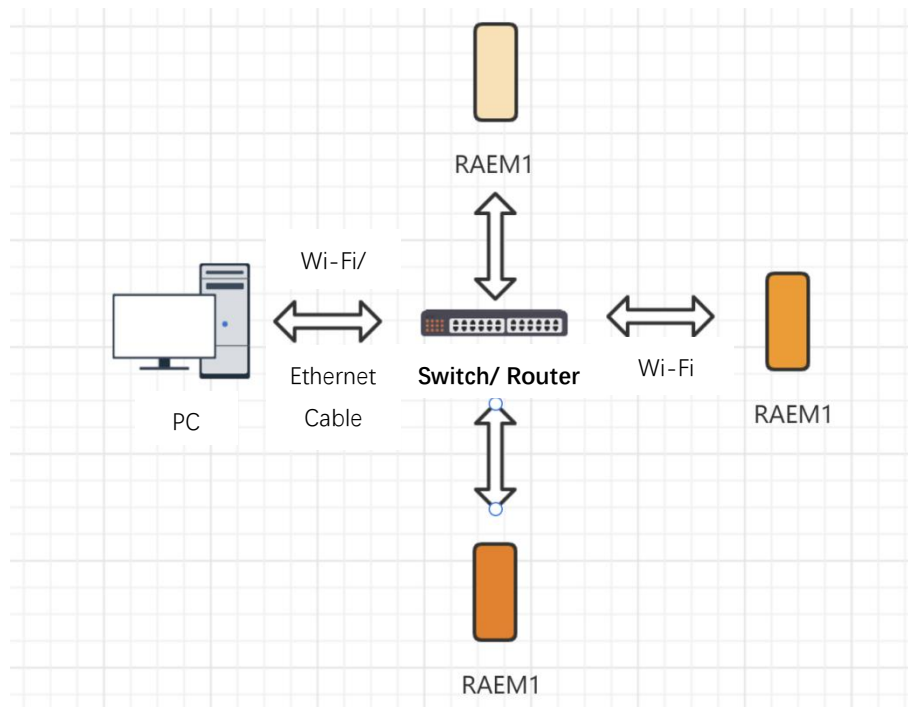 RAEM1
Wi-Fi/
Ethernet
Cable
PC
Switch/ Router
Wi-Fi
RAEM1
RAEM1